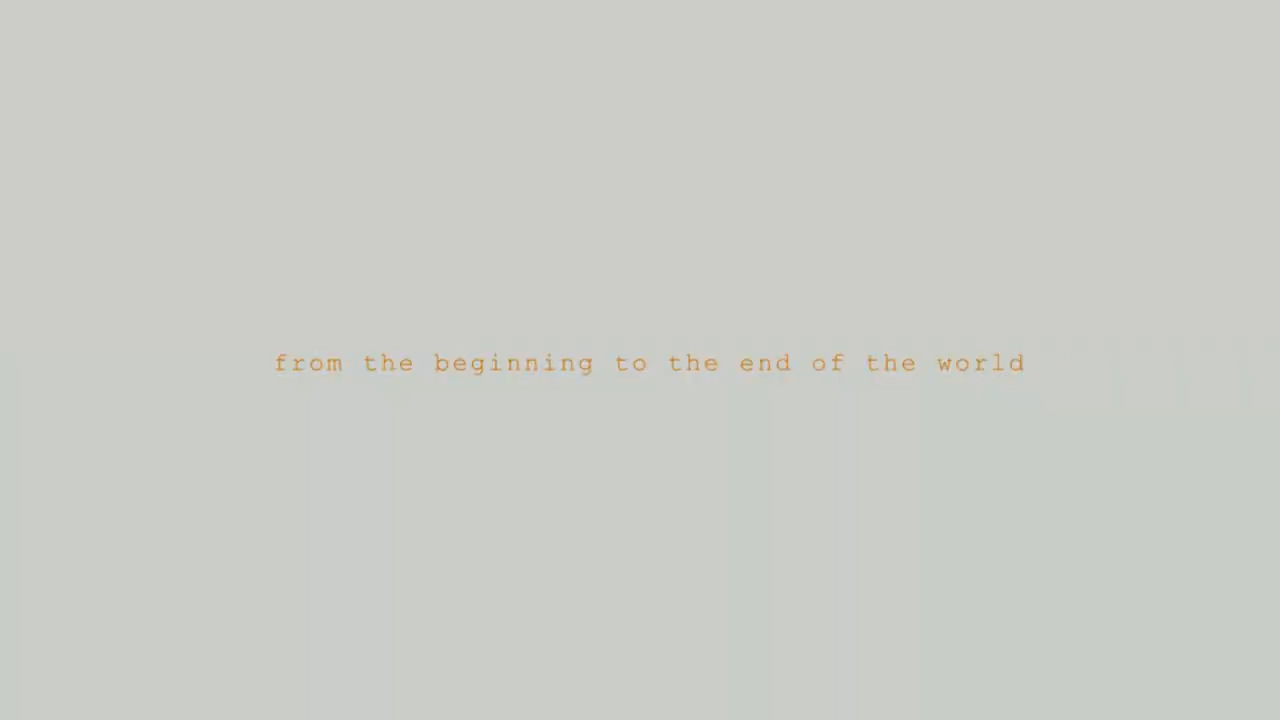 from the beginning to the end of the world